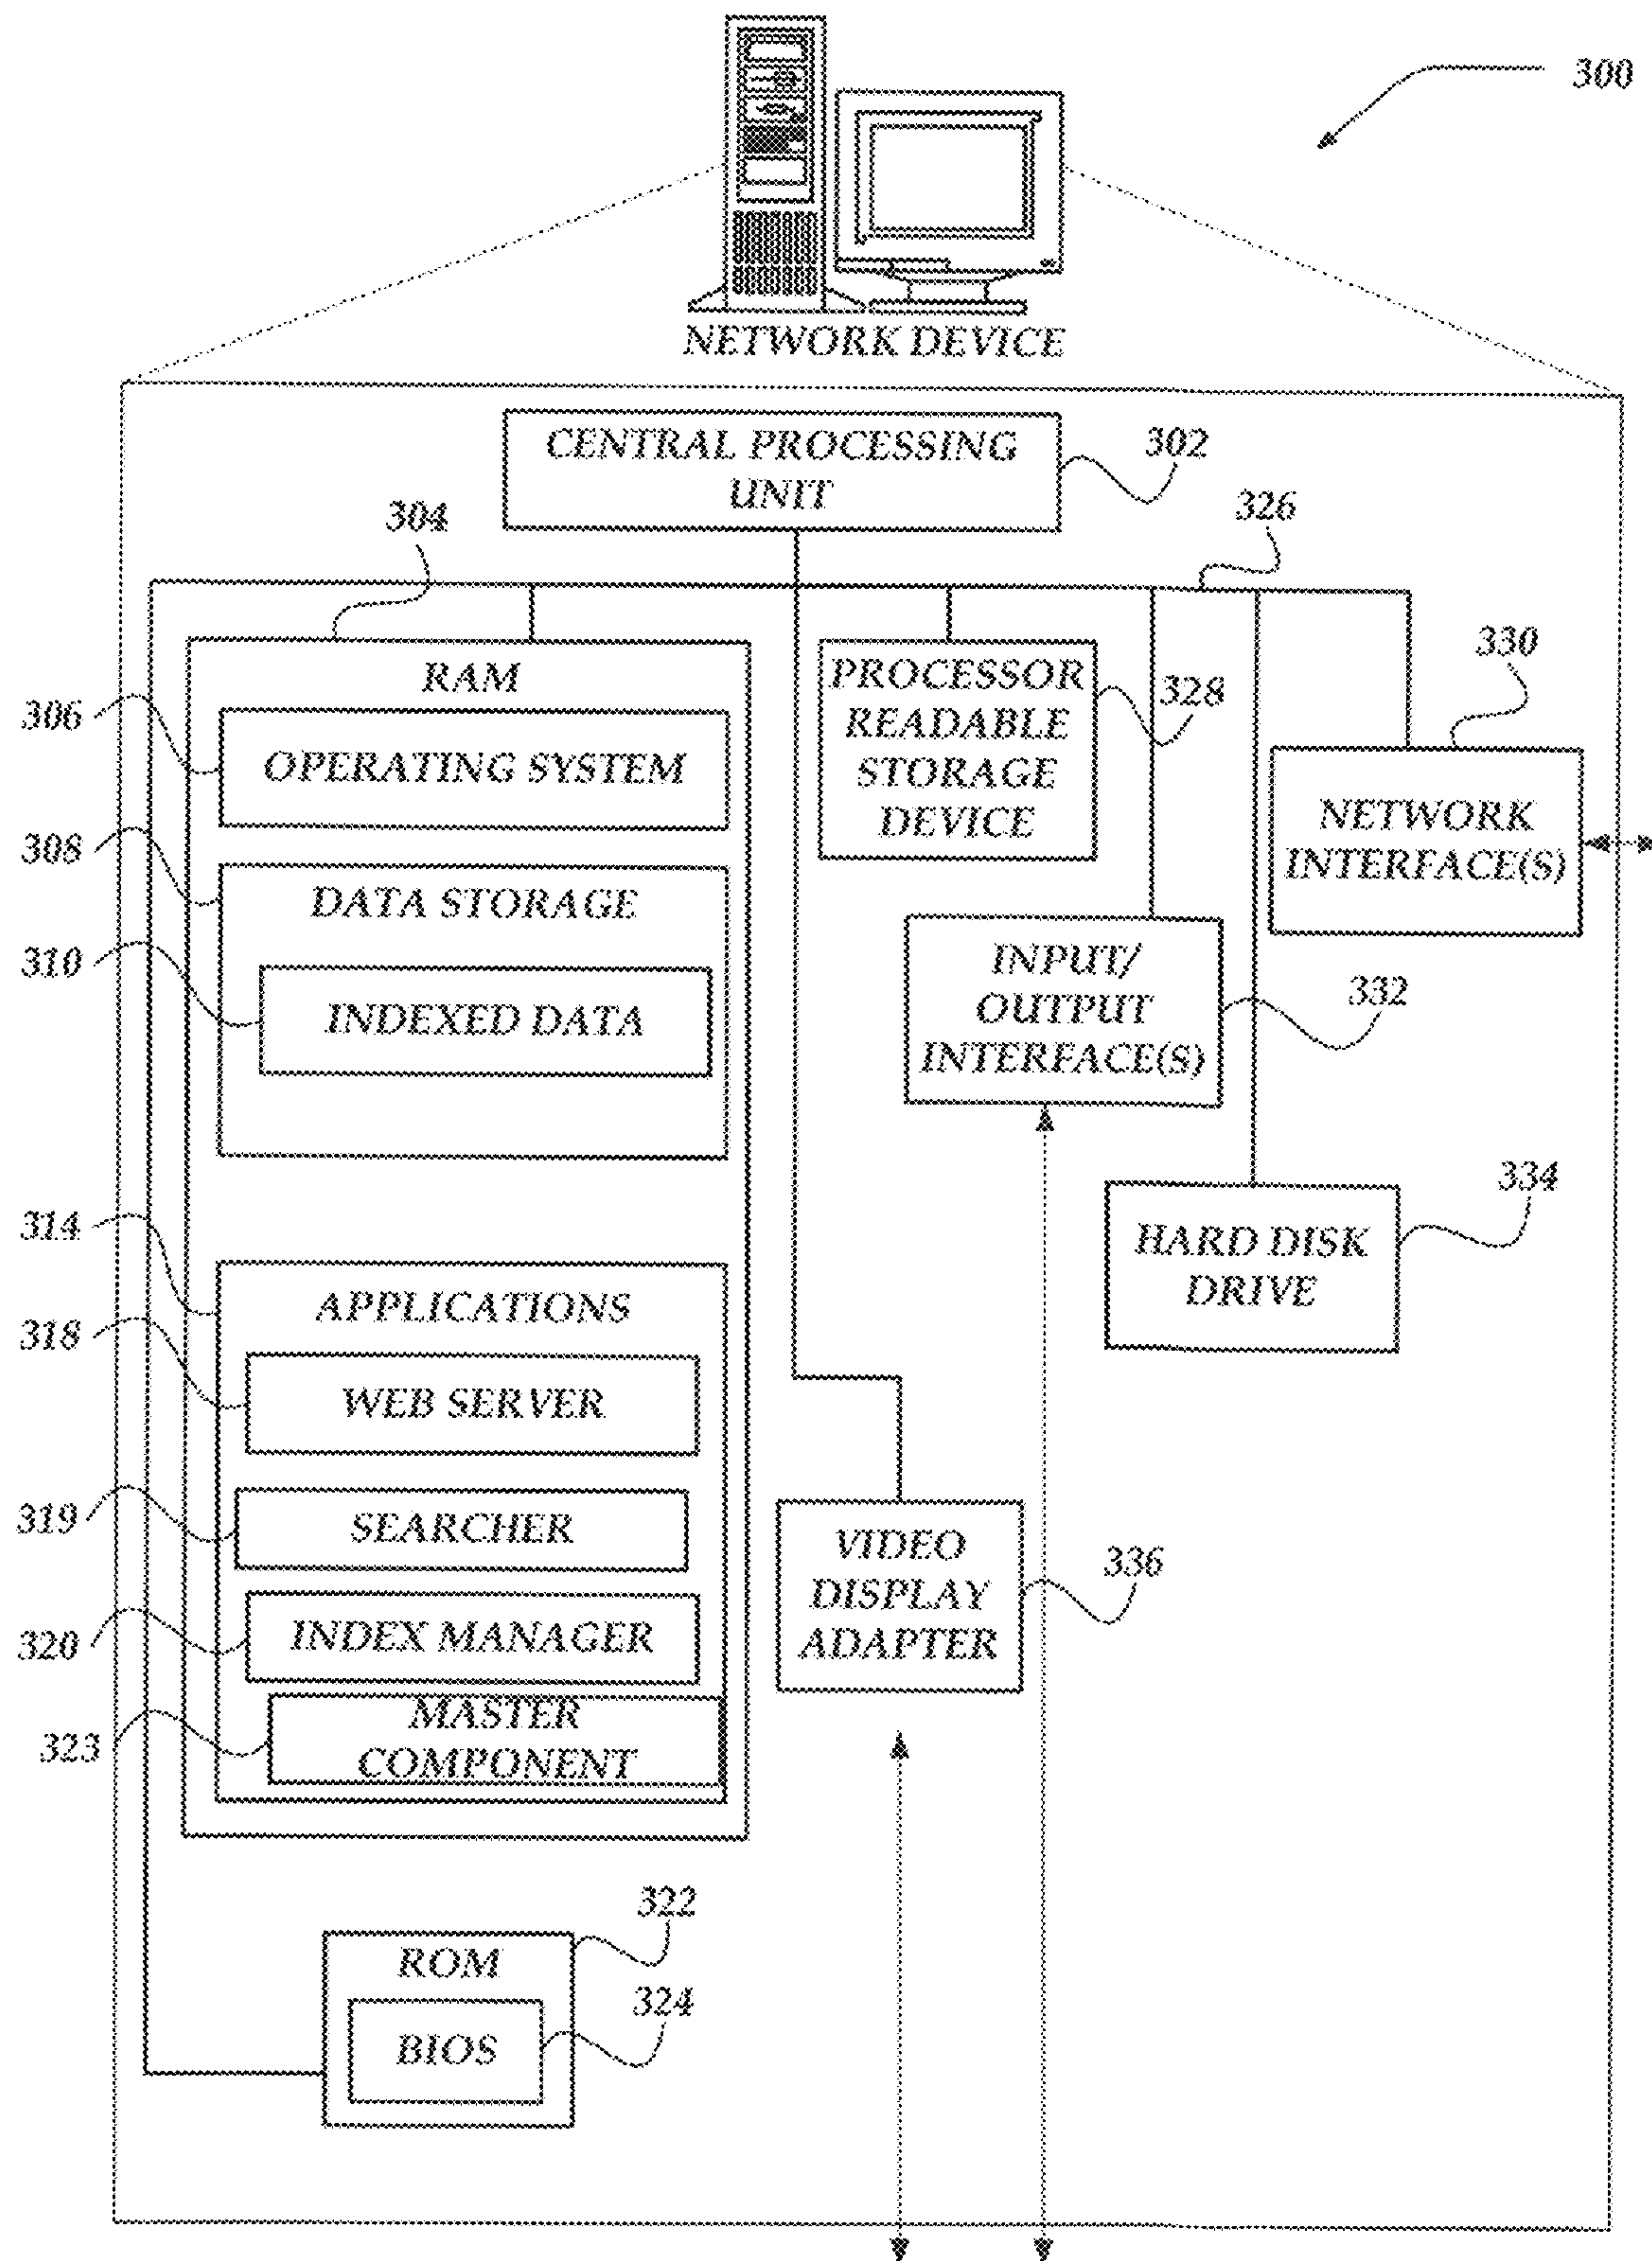 300
NETWORK DEVICE
CENTRAL PROCESSING
UNIT
302
304
326
RAM
306
OPERATING SYSTEM
308
DATA STORAGE
310
INDEXED DATA
314
APPLICATIONS
318
WEB SERVER
319
SEARCHER
320
INDEX MANAGER
323
MASTER
COMPONENT
PROCESSOR
READABLE
STORAGE
DEVICE
328
330
NETWORK
INTERFACE(S)
INPUT/
OUTPUT
INTERFACE(S)
332
334
HARD DISK
DRIVE
VIDEO
DISPLAY
ADAPTER
336
322
ROM
324
BIOS